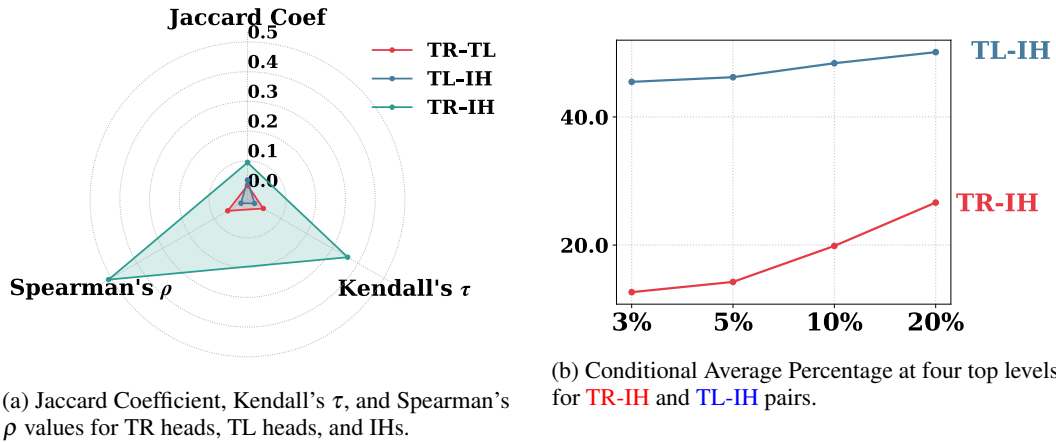 Jaccard Coef
0.5
0.4
0.3
0.2
0.1
0.0
TR–TL
TL–IH
TR–IH
Spearman's ρ
Kendall's τ
(a) Jaccard Coefficient, Kendall's τ, and Spearman's
ρ values for TR heads, TL heads, and IHs.
40.0
20.0
3% 5% 10% 20%
TL-IH
TR-IH
(b) Conditional Average Percentage at four top levels
for TR-IH and TL-IH pairs.